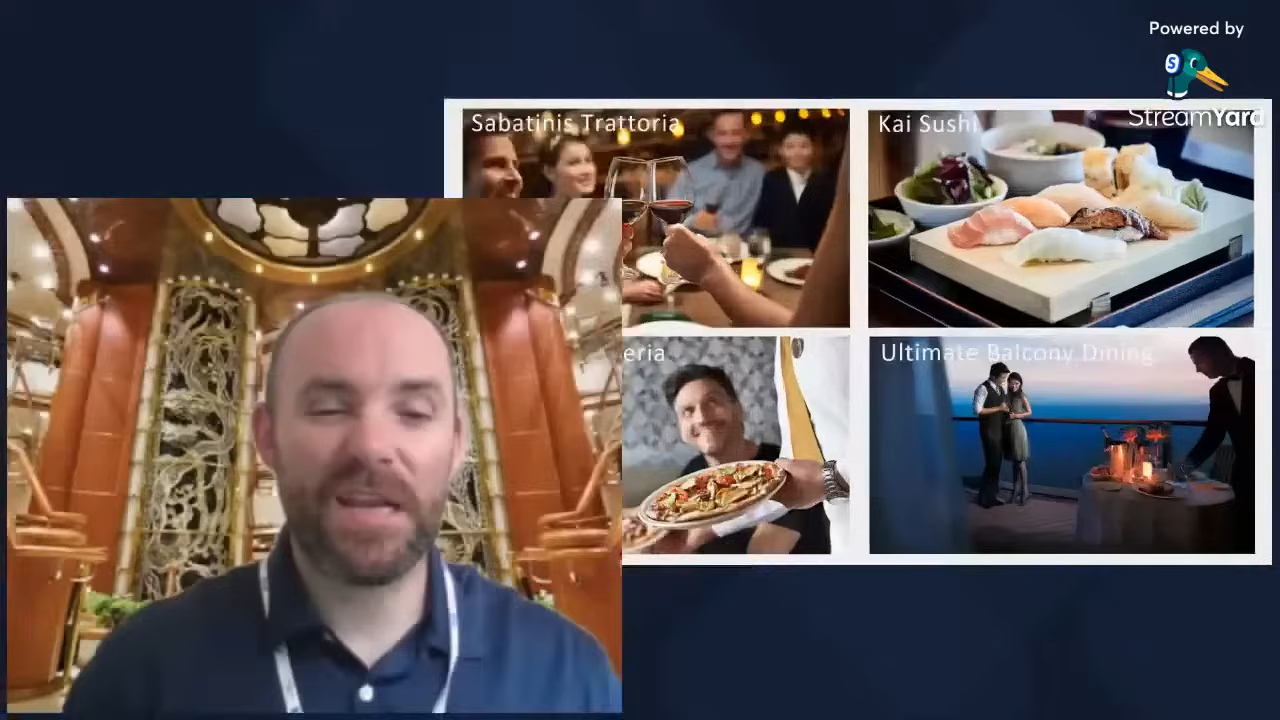 Powered by
StreamYard
Sabatinis Trattoria
Kai Sushi
eria
Ultimate Balcony Dining